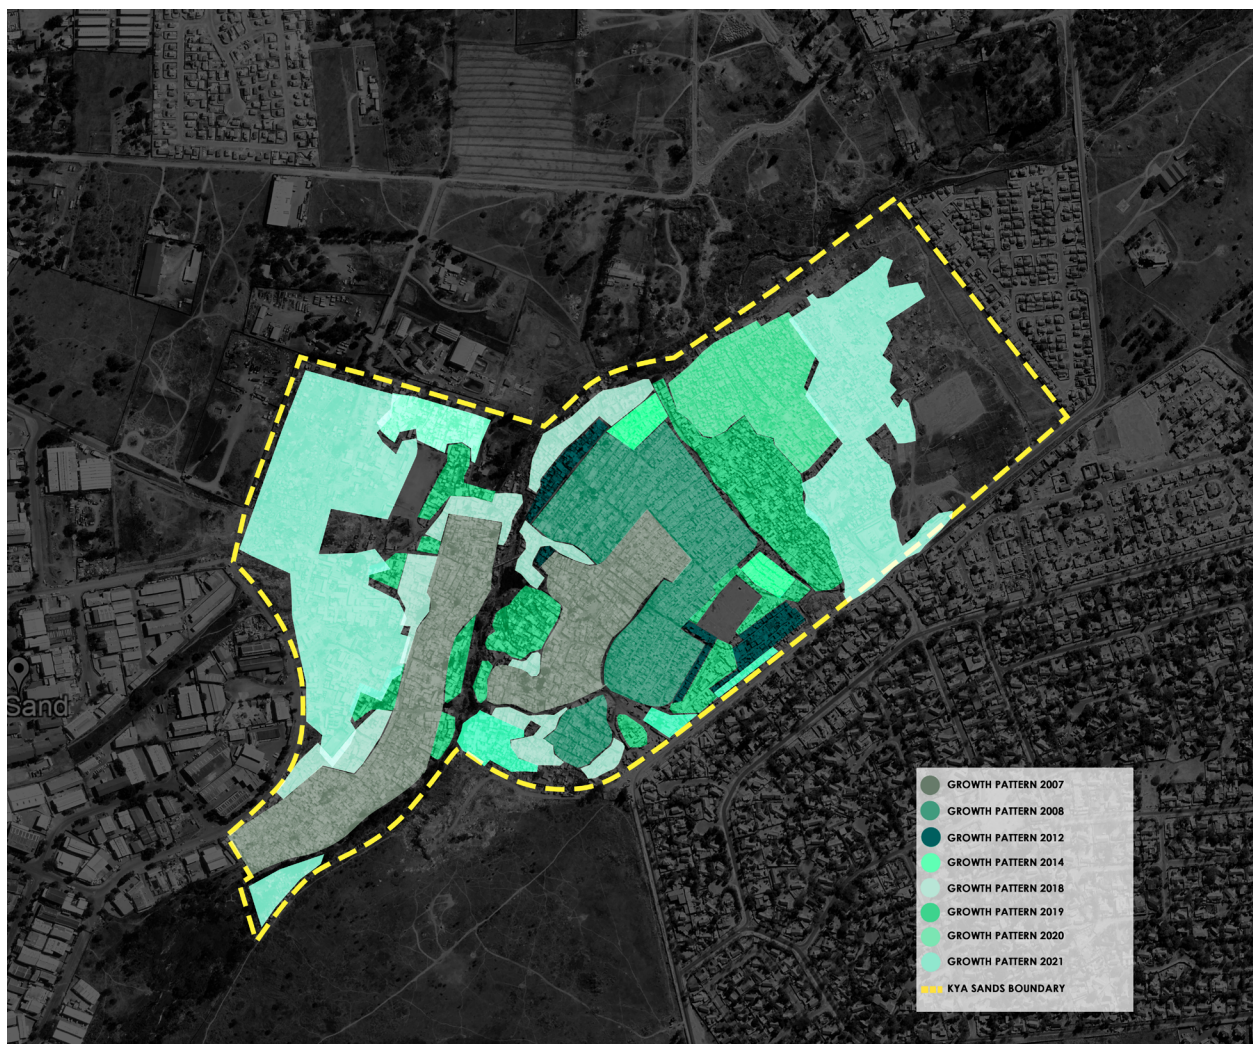 Sand
GROWTH PATTERN 2007
GROWTH PATTERN 2008
GROWTH PATTERN 2012
GROWTH PATTERN 2014
GROWTH PATTERN 2018
GROWTH PATTERN 2019
GROWTH PATTERN 2020
GROWTH PATTERN 2021
KYA SANDS BOUNDARY